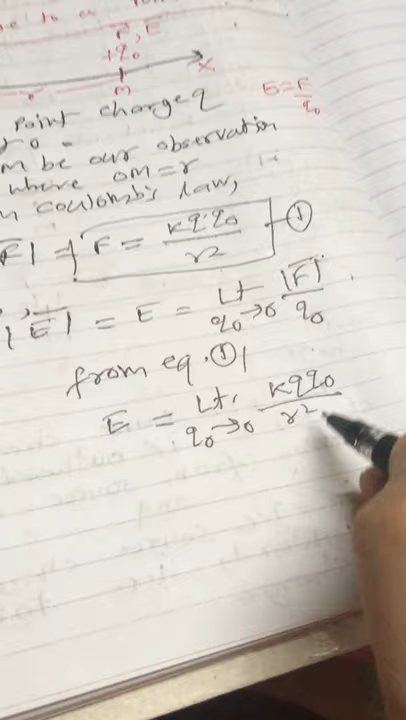 to a
F, E
+q₀
r m X
Point charge q
E = F/q₀
m be our observation
where om = r
coulomb's law,
|F| = F = Kqq₀/r² — ①
|E| = E = Lt q₀→0 |F|/q₀
from eq. ①,
E = Lt. q₀→0 Kqq₀/r²